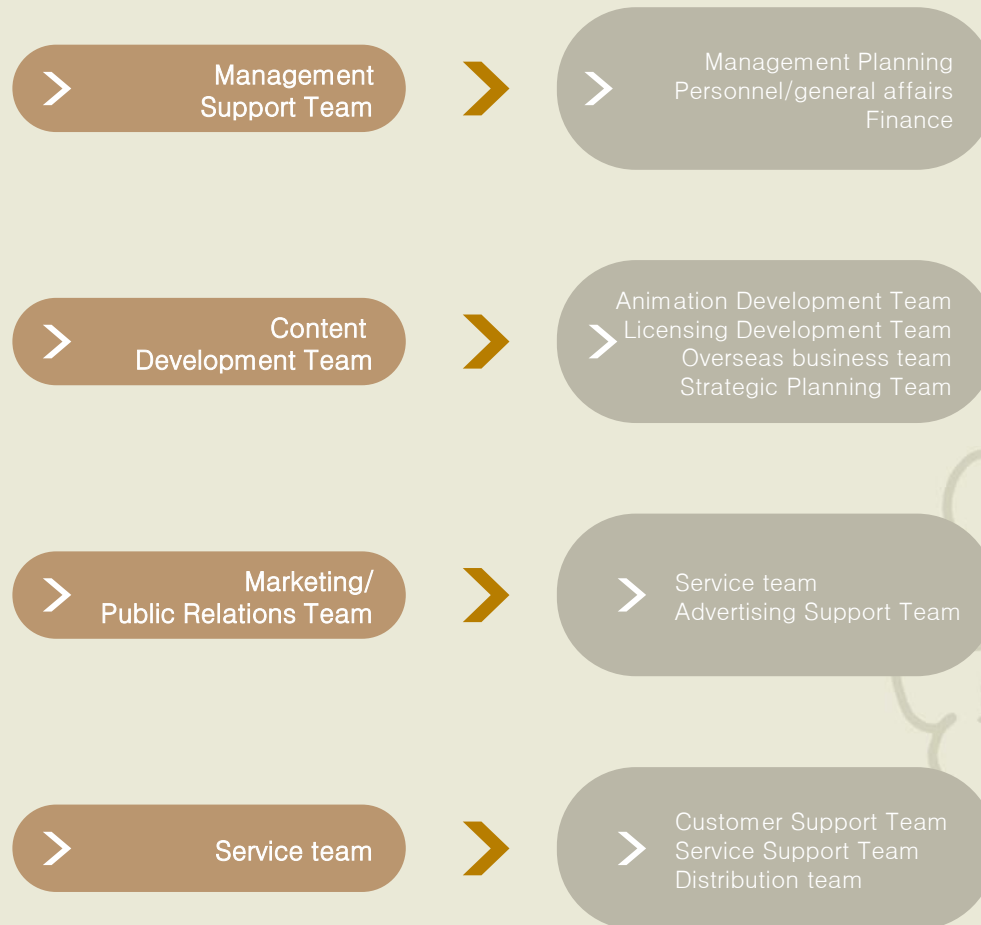 Management
Support Team
Management Planning
Personnel/general affairs
Finance
Content
Development Team
Animation Development Team
Licensing Development Team
Overseas business team
Strategic Planning Team
Marketing/
Public Relations Team
Service team
Advertising Support Team
Service team
Customer Support Team
Service Support Team
Distribution team